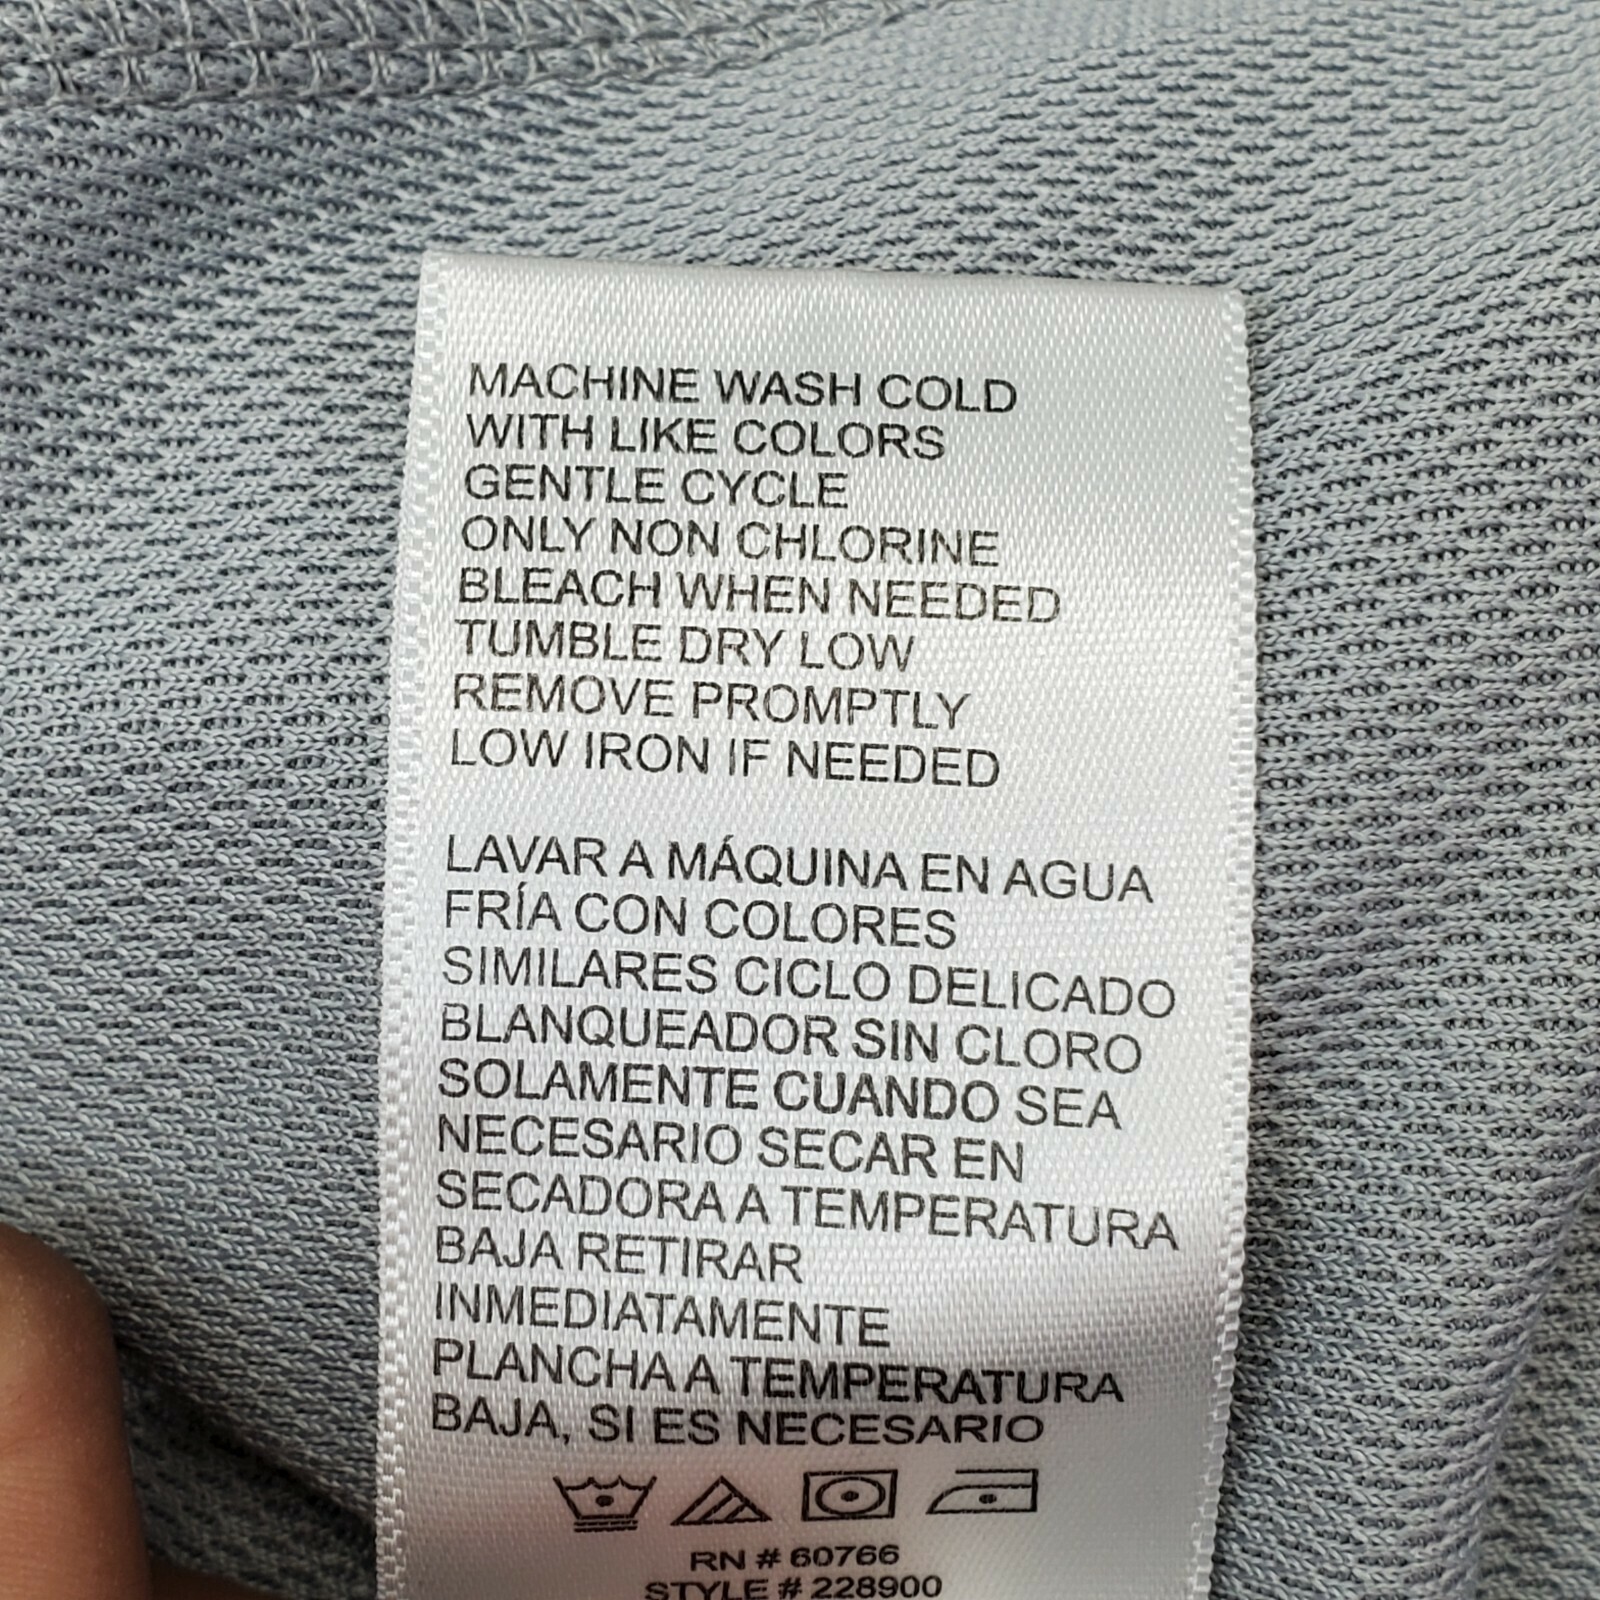 MACHINE WASH COLD
WITH LIKE COLORS
GENTLE CYCLE
ONLY NON CHLORINE
BLEACH WHEN NEEDED
TUMBLE DRY LOW
REMOVE PROMPTLY
LOW IRON IF NEEDED
LAVAR A MÁQUINA EN AGUA
FRÍA CON COLORES
SIMILARES CICLO DELICADO
BLANQUEADOR SIN CLORO
SOLAMENTE CUANDO SEA
NECESARIO SECAR EN
SECADORA A TEMPERATURA
BAJA RETIRAR
INMEDIATAMENTE
PLANCHA A TEMPERATURA
BAJA, SI ES NECESARIO
RN # 60766
STYLE # 228900